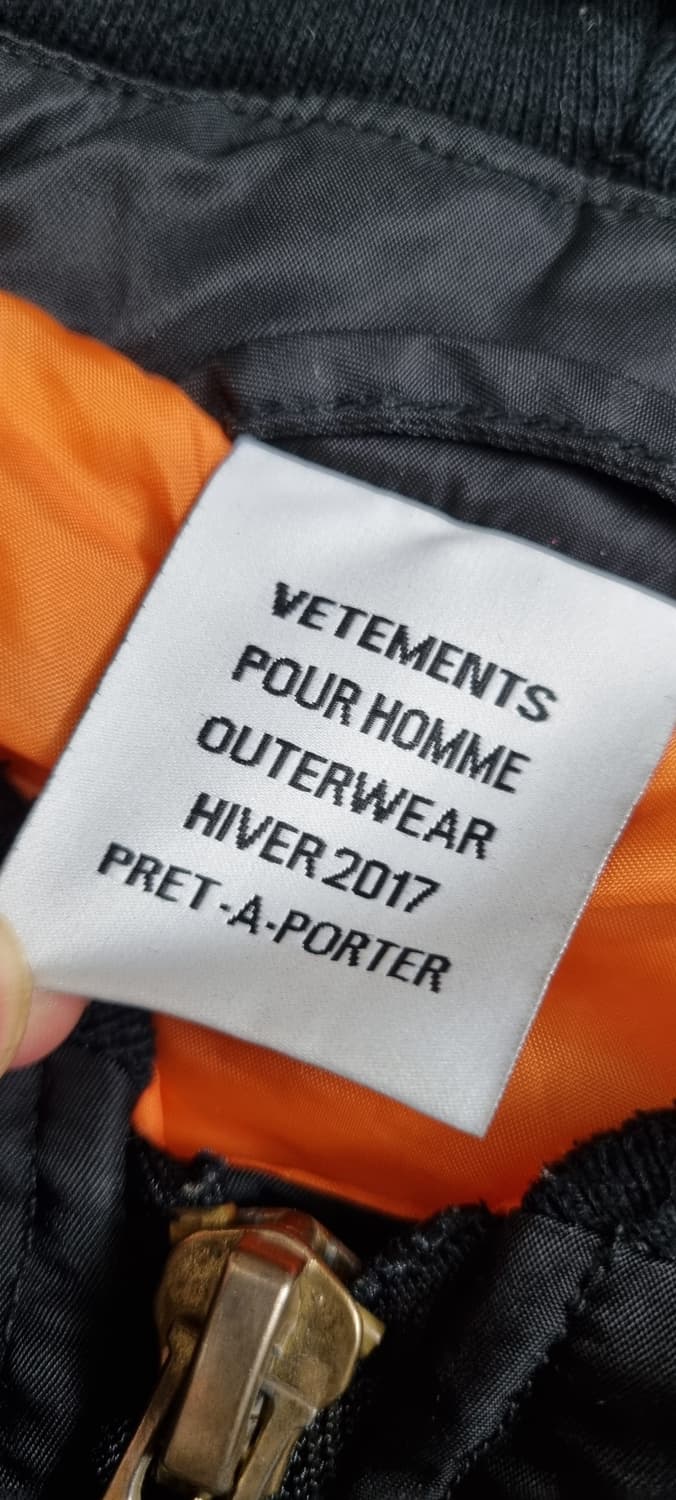 VETEMENTS
POUR HOMME
OUTERWEAR
HIVER 2017
PRET-A-PORTER